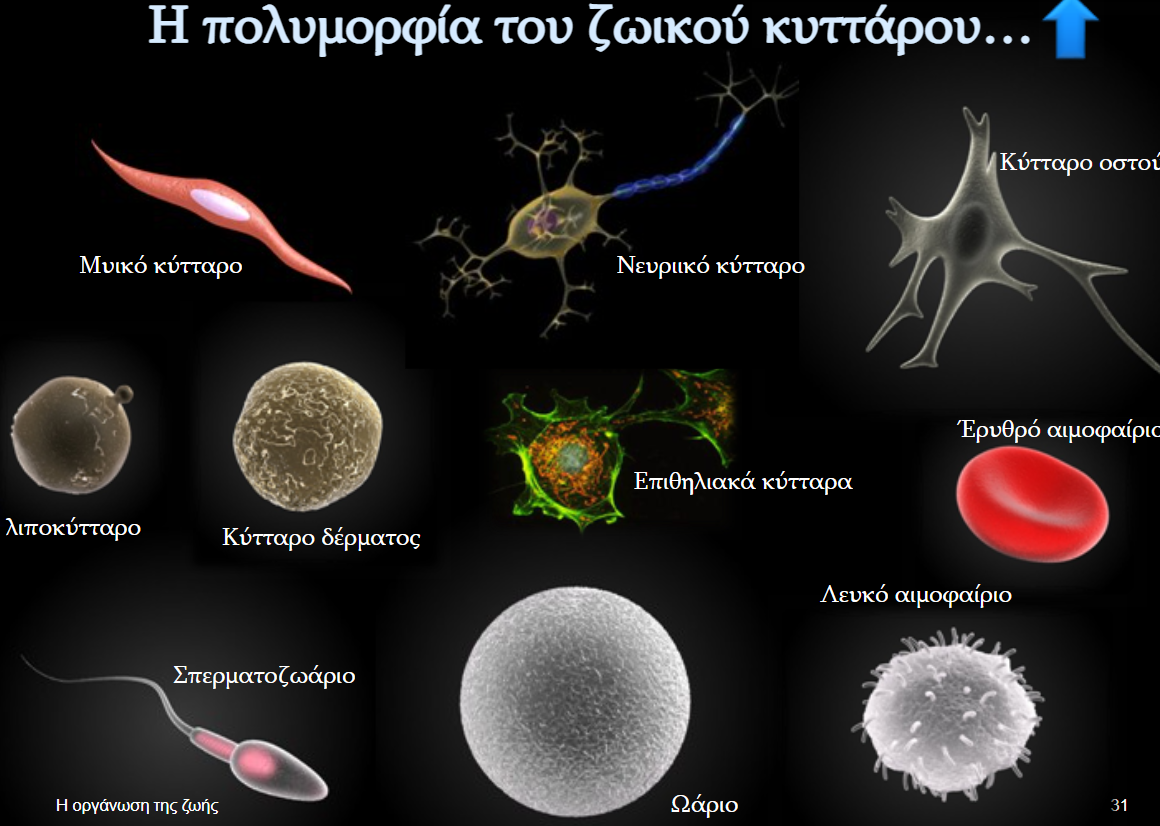 Η πολυμορφία του ζωικού κυττάρου…
Κύτταρο οστού
Μυικό κύτταρο
Νευριικό κύτταρο
Έρυθρό αιμοφαίριο
Επιθηλιακά κύτταρα
λιποκύτταρο
Κύτταρο δέρματος
Λευκό αιμοφαίριο
Σπερματοζωάριο
Ωάριο
Η οργάνωση της ζωής
31